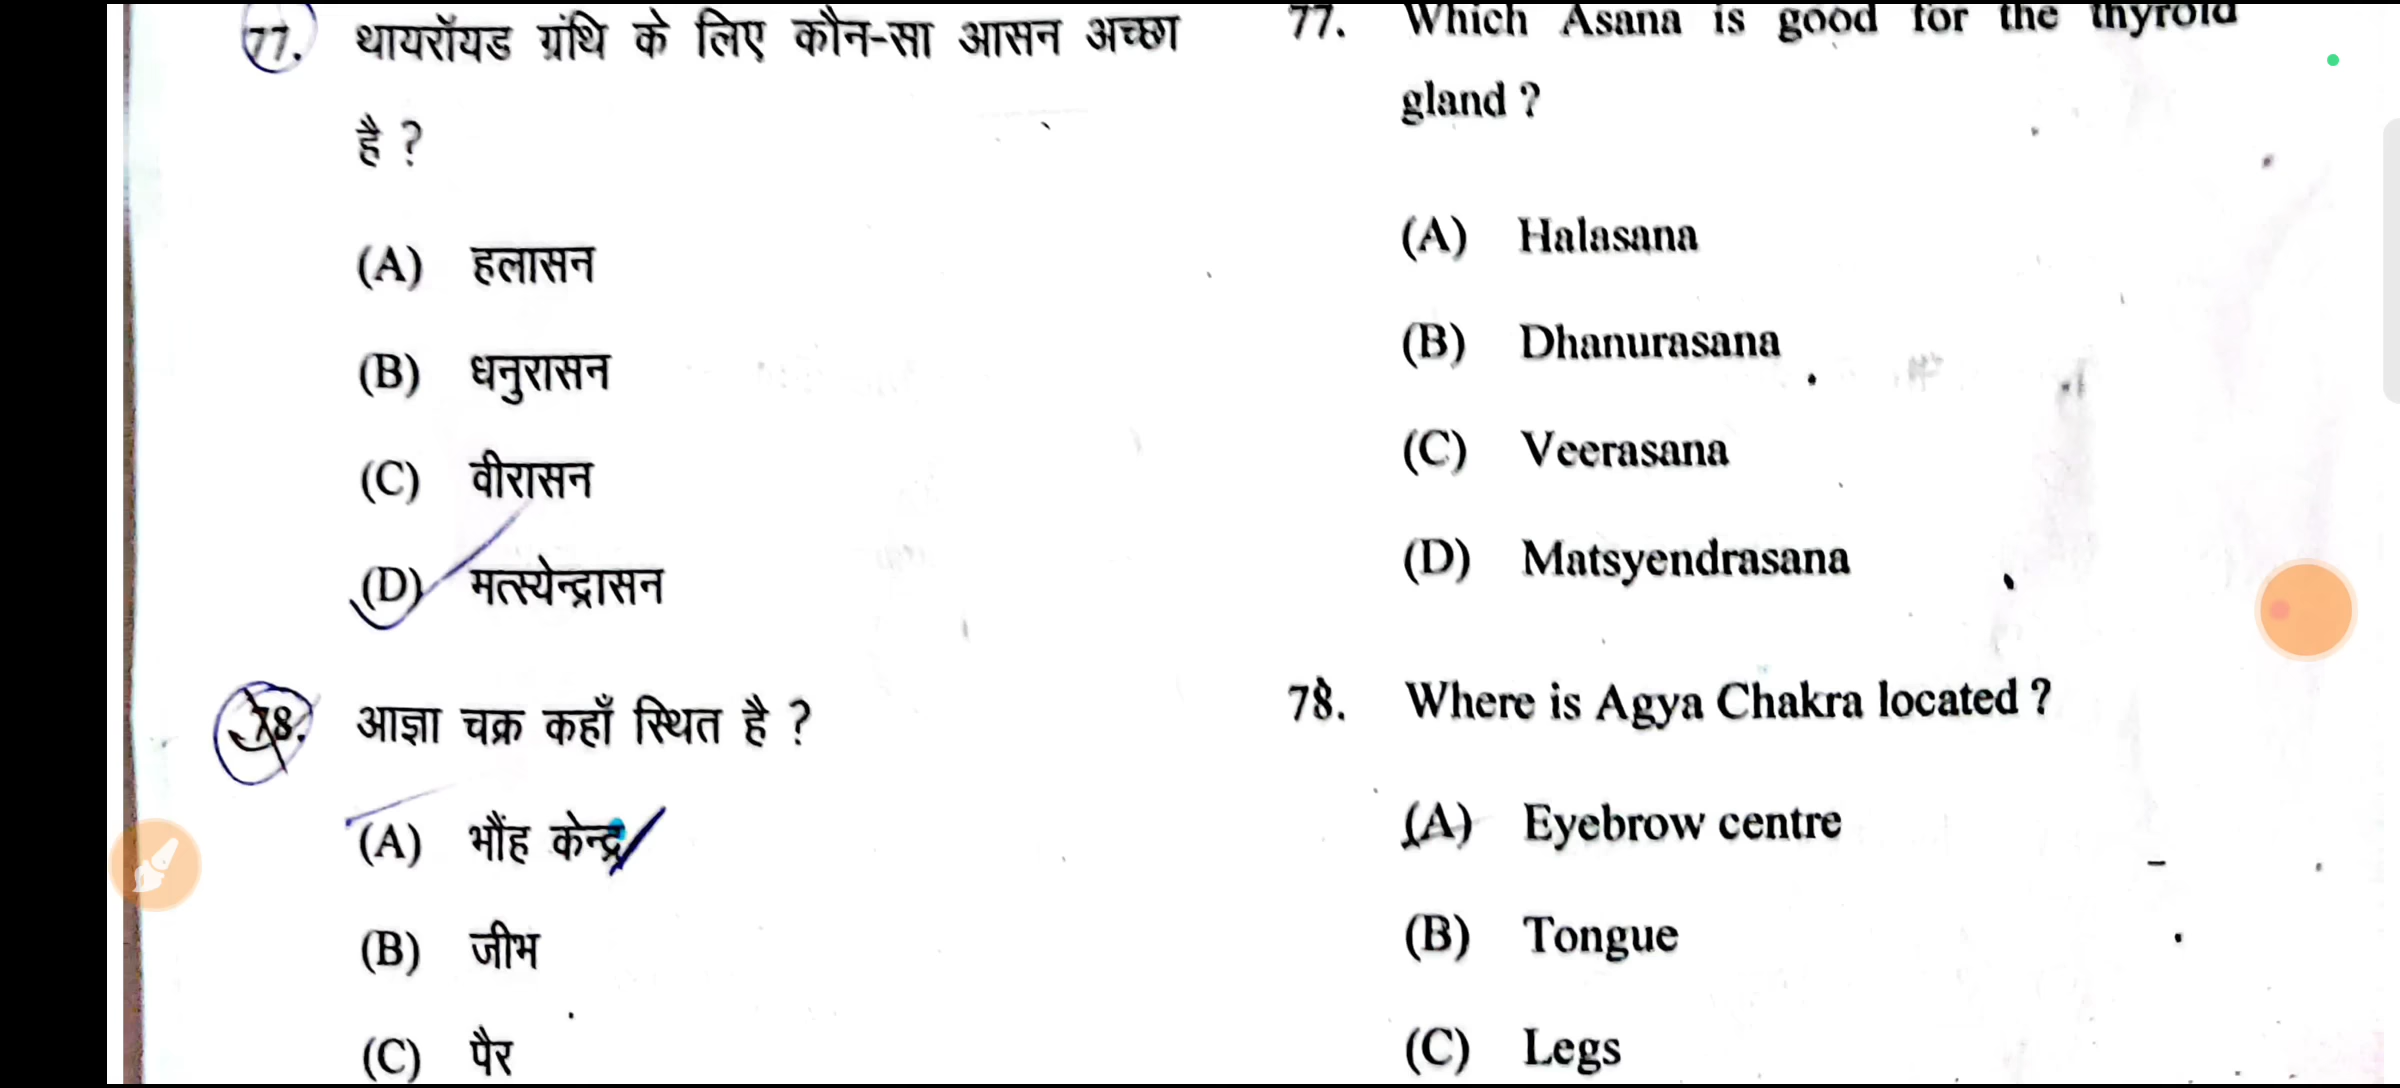 77. थायरॉयड ग्रंथि के लिए कौन-सा आसन अच्छा
है ?
(A) हलासन
(B) धनुरासन
(C) वीरासन
(D) मत्स्येन्द्रासन
78. आज्ञा चक्र कहाँ स्थित है ?
(A) भौंह केन्द्र
(B) जीभ
(C) पैर
77. Which Asana is good for the thyroid
gland ?
(A) Halasana
(B) Dhanurasana
(C) Veerasana
(D) Matsyendrasana
78. Where is Agya Chakra located ?
(A) Eyebrow centre
(B) Tongue
(C) Legs